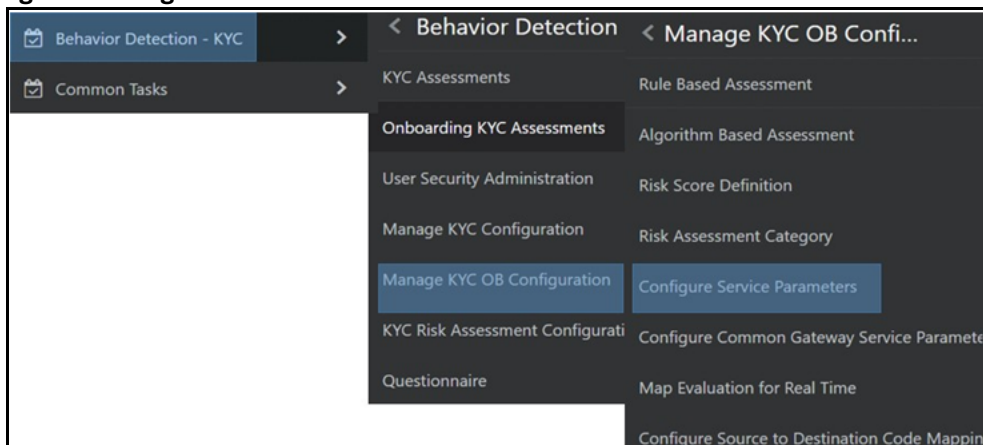 Behavior Detection - KYC
Common Tasks
Behavior Detection
KYC Assessments
Onboarding KYC Assessments
User Security Administration
Manage KYC Configuration
Manage KYC OB Configuration
KYC Risk Assessment Configurati
Questionnaire
Manage KYC OB Confi...
Rule Based Assessment
Algorithm Based Assessment
Risk Score Definition
Risk Assessment Category
Configure Service Parameters
Configure Common Gateway Service Paramete
Map Evaluation for Real Time
Configure Source to Destination Code Mappin